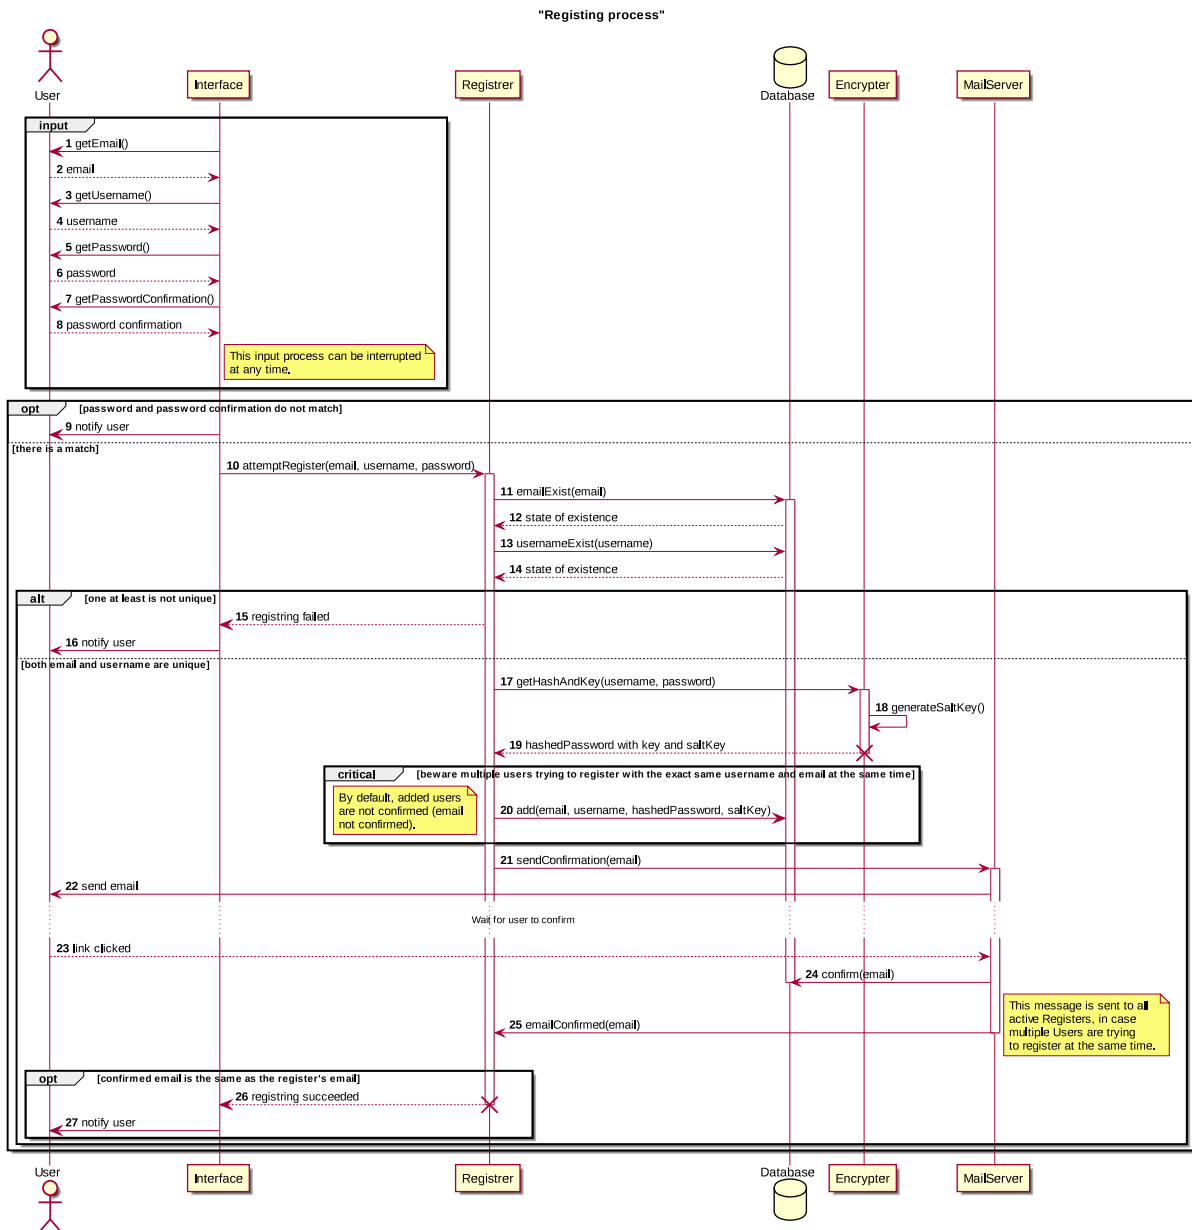 "Registing process"
User
Interface
Registrer
Database
Encrypter
MailServer
input
1 getEmail()
2 email
3 getUsername()
4 username
5 getPassword()
6 password
7 getPasswordConfirmation()
8 password confirmation
This input process can be interrupted
at any time.
opt
[password and password confirmation do not match]
9 notify user
[there is a match]
10 attemptRegister(email, username, password)
11 emailExist(email)
12 state of existence
13 usernameExist(username)
14 state of existence
alt
[one at least is not unique]
15 registring failed
16 notify user
[both email and username are unique]
17 getHashAndKey(username, password)
18 generateSaltKey()
19 hashedPassword with key and saltKey
critical
[beware multiple users trying to register with the exact same username and email at the same time]
By default, added users
are not confirmed (email
not confirmed).
20 add(email, username, hashedPassword, saltKey)
21 sendConfirmation(email)
22 send email
Wait for user to confirm
23 link clicked
24 confirm(email)
This message is sent to all
active Registers, in case
multiple Users are trying
to register at the same time.
25 emailConfirmed(email)
opt
[confirmed email is the same as the register's email]
26 registring succeeded
27 notify user
User
Interface
Registrer
Database
Encrypter
MailServer